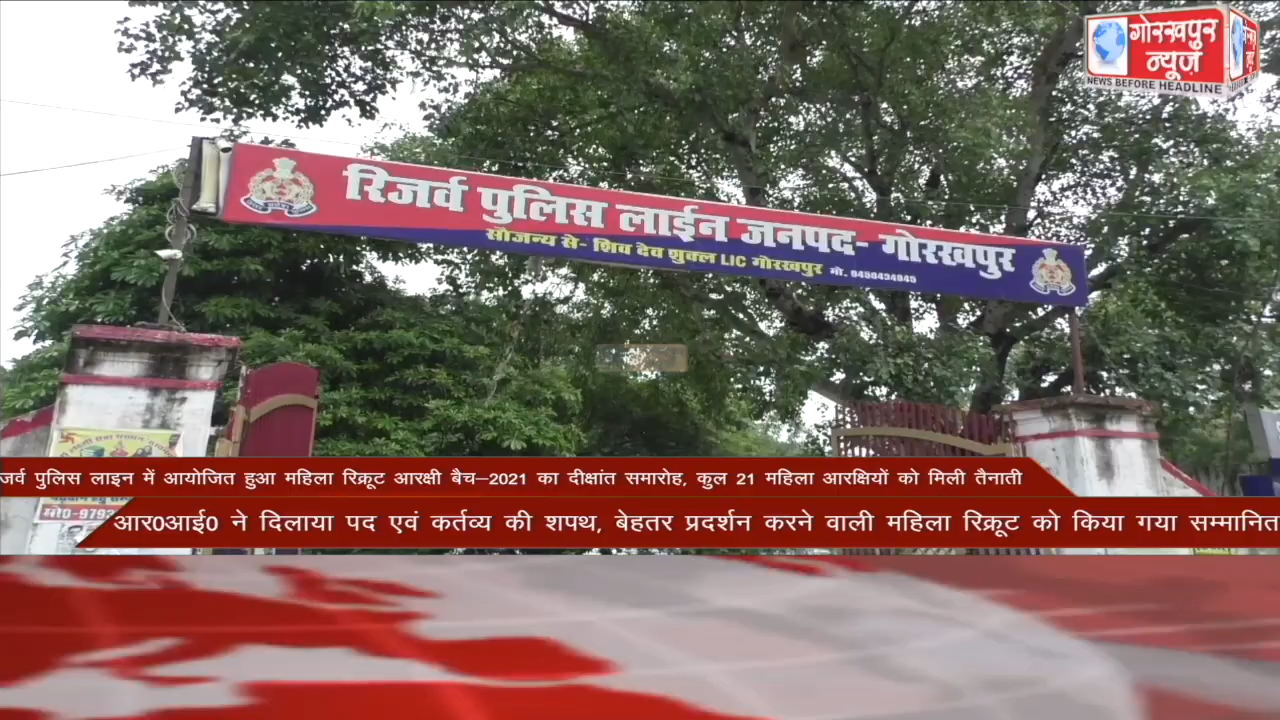 गोरखपुर
न्यूज़
NEWS BEFORE HEADLINE
रिजर्व पुलिस लाईन जनपद- गोरखपुर
सौजन्य से- शिव देव शुक्ल LIC गोरखपुर मो. 9450434945
जर्व पुलिस लाइन में आयोजित हुआ महिला रिक्रूट आरक्षी बैच–2021 का दीक्षांत समारोह, कुल 21 महिला आरक्षियों को मिली तैनाती
आर0आई0 ने दिलाया पद एवं कर्तव्य की शपथ, बेहतर प्रदर्शन करने वाली महिला रिक्रूट को किया गया सम्मानित